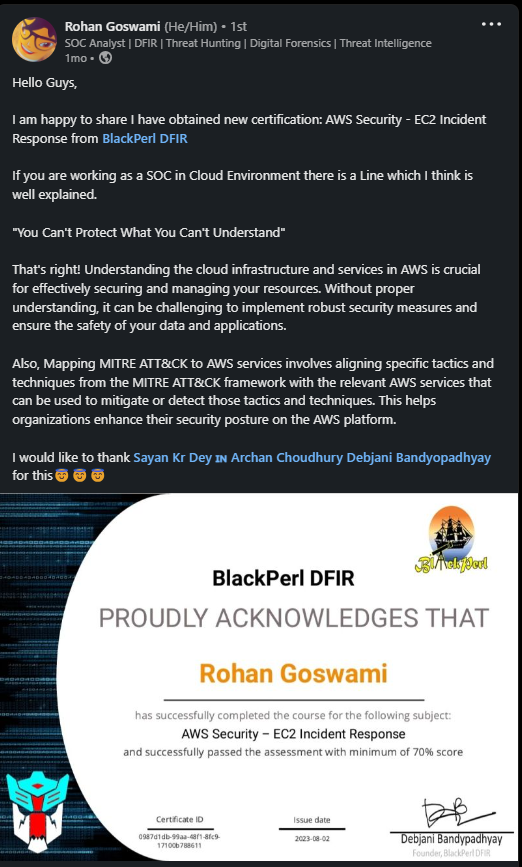 Rohan Goswami (He/Him) • 1st
SOC Analyst | DFIR | Threat Hunting | Digital Forensics | Threat Intelligence
1mo •
Hello Guys,
I am happy to share I have obtained new certification: AWS Security - EC2 Incident
Response from BlackPerl DFIR
If you are working as a SOC in Cloud Environment there is a Line which I think is
well explained.
"You Can't Protect What You Can't Understand"
That's right! Understanding the cloud infrastructure and services in AWS is crucial
for effectively securing and managing your resources. Without proper
understanding, it can be challenging to implement robust security measures and
ensure the safety of your data and applications.
Also, Mapping MITRE ATT&CK to AWS services involves aligning specific tactics and
techniques from the MITRE ATT&CK framework with the relevant AWS services that
can be used to mitigate or detect those tactics and techniques. This helps
organizations enhance their security posture on the AWS platform.
I would like to thank Sayan Kr Dey IN Archan Choudhury Debjani Bandyopadhyay
for this😇 😇 😇
BlackPerl
BlackPerl DFIR
PROUDLY ACKNOWLEDGES THAT
Rohan Goswami
has successfully completed the course for the following subject:
AWS Security – EC2 Incident Response
and successfully passed the assessment with minimum of 70% score
Certificate ID
0987d1db-99aa-48f1-8fc9-
17100b788611
Issue date
2023-08-02
Debjani Bandypadhyay
Founder, BlackPerl DFIR